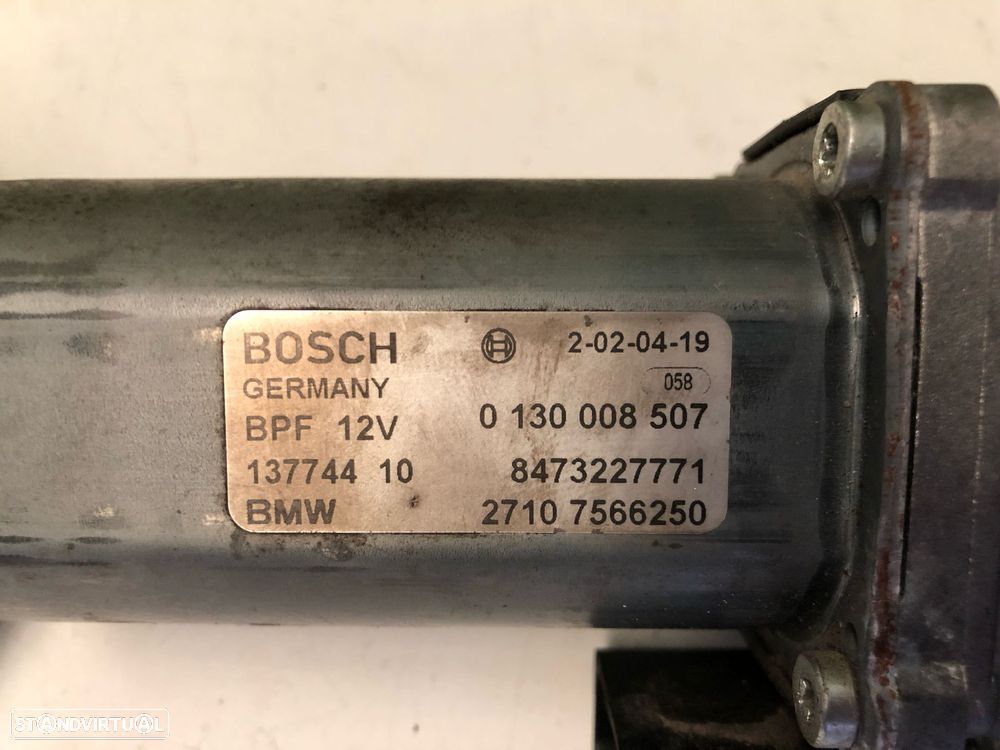 BOSCH 2-02-04-19
GERMANY 058
BPF 12V 0 130 008 507
137744 10 8473227771
BMW 2710 7566250
STANDVIRTUAL